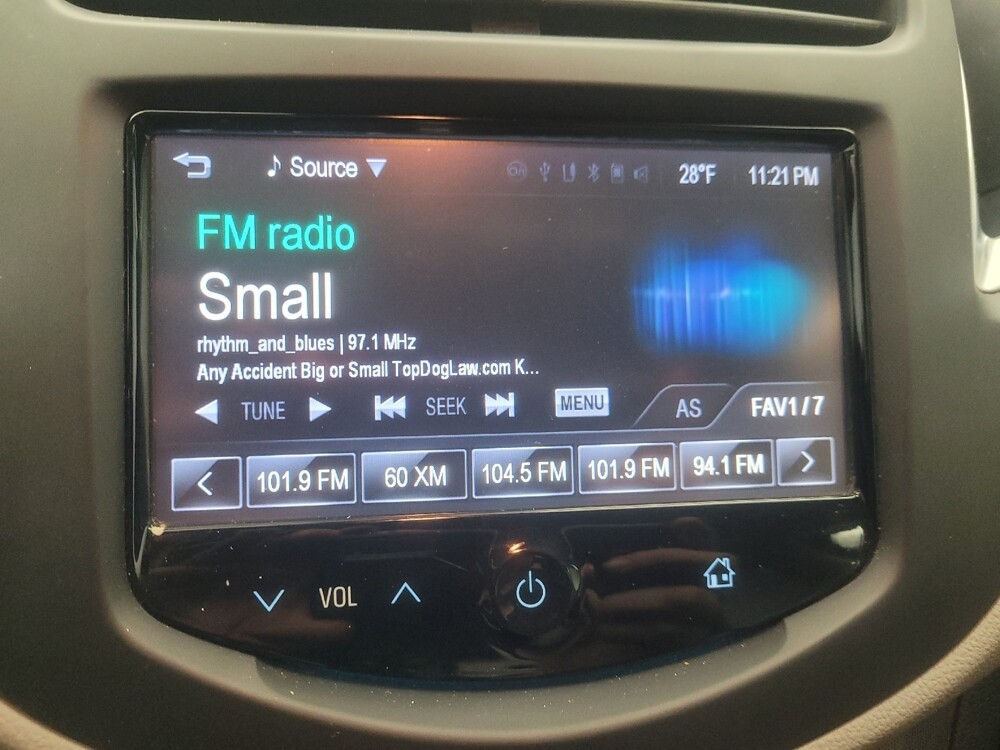 Source 28°F 11:21 PM
FM radio
Small
rhythm_and_blues | 97.1 MHz
Any Accident Big or Small TopDogLaw.com K...
TUNE SEEK MENU AS FAV1/7
101.9 FM 60 XM 104.5 FM 101.9 FM 94.1 FM
VOL